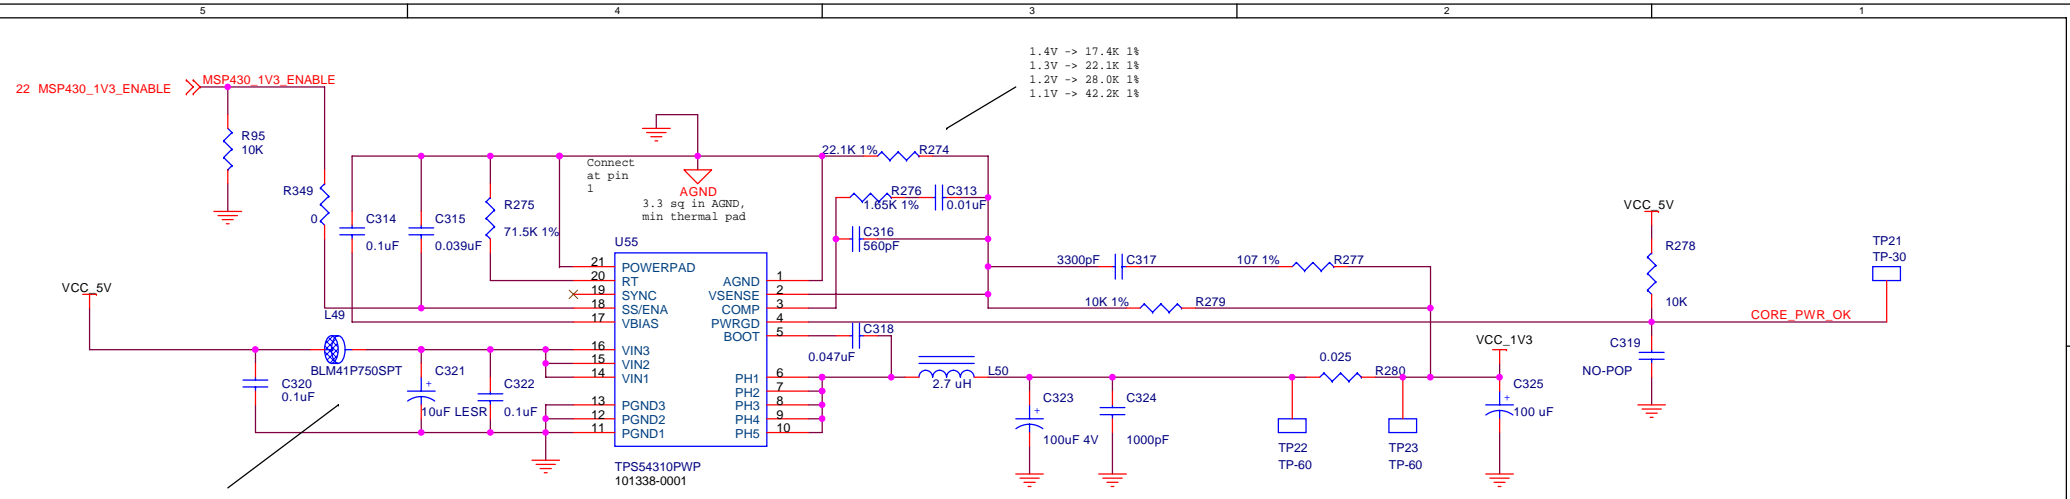 5 4 3 2 1
1.4V -> 17.4K 1%
1.3V -> 22.1K 1%
1.2V -> 28.0K 1%
1.1V -> 42.2K 1%
22 MSP430_1V3_ENABLE
MSP430_1V3_ENABLE
R95
10K
R349
0
C314
0.1uF
C315
0.039uF
R275
71.5K 1%
Connect
at pin
1
AGND
3.3 sq in AGND,
min thermal pad
22.1K 1%
R274
R276
1.65K 1%
C313
0.01uF
C316
560pF
3300pF
C317
107 1%
R277
10K 1%
R279
VCC_5V
R278
10K
TP21
TP-30
CORE_PWR_OK
C319
NO-POP
U55
21 POWERPAD
20 RT
19 SYNC
18 SS/ENA
17 VBIAS
16 VIN3
15 VIN2
14 VIN1
13 PGND3
12 PGND2
11 PGND1
AGND 1
VSENSE 2
COMP 3
PWRGD 4
BOOT 5
PH1 6
PH2 7
PH3 8
PH4 9
PH5 10
TPS54310PWP
101338-0001
VCC_5V
L49
BLM41P750SPT
C320
0.1uF
C321
+
10uF LESR
C322
0.1uF
C318
0.047uF
2.7 uH
L50
C323
+
100uF 4V
C324
1000pF
0.025
R280
TP22
TP-60
TP23
TP-60
VCC_1V3
C325
+
100 uF